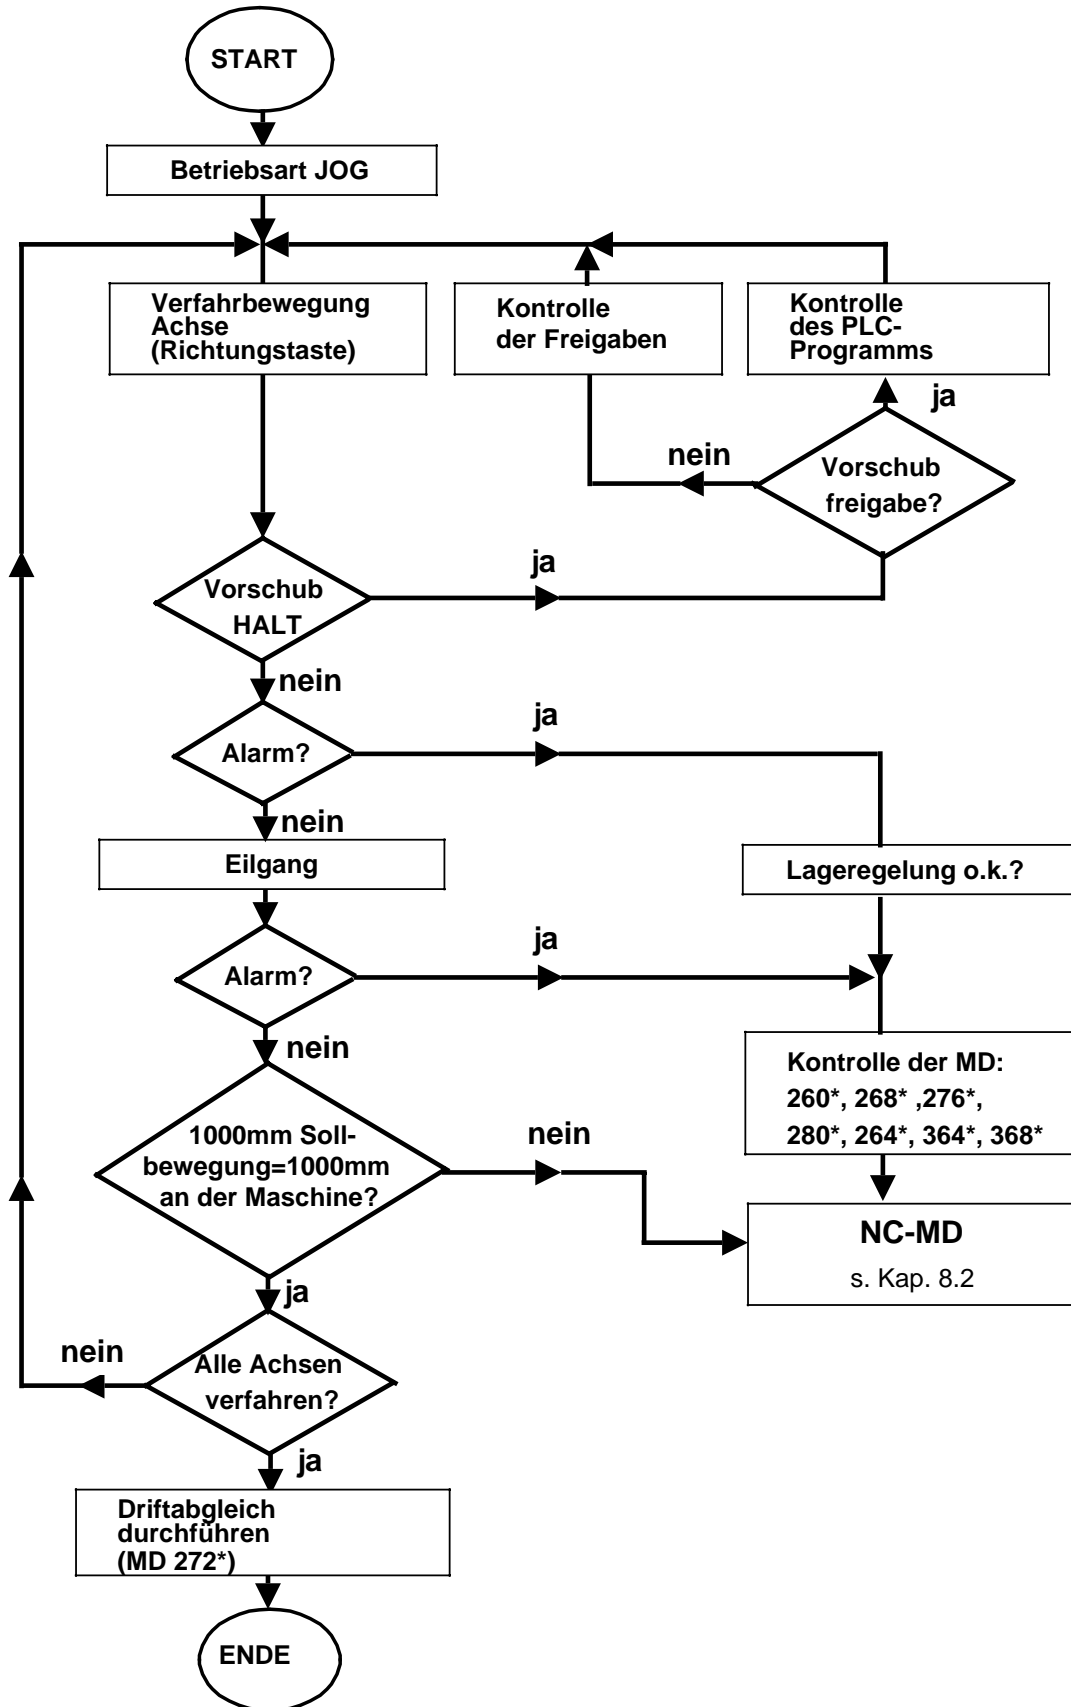 START
Betriebsart JOG
Verfahrbewegung
Achse
(Richtungstaste)
Kontrolle
der Freigaben
Kontrolle
des PLC-
Programms
ja
nein
Vorschub
freigabe?
ja
Vorschub
HALT
nein
ja
Alarm?
nein
Eilgang
Lageregelung o.k.?
ja
Alarm?
nein
Kontrolle der MD:
260*, 268* ,276*,
280*, 264*, 364*, 368*
1000mm Soll-
bewegung=1000mm
an der Maschine?
nein
NC-MD
s. Kap. 8.2
ja
nein
Alle Achsen
verfahren?
ja
Driftabgleich
durchführen
(MD 272*)
ENDE